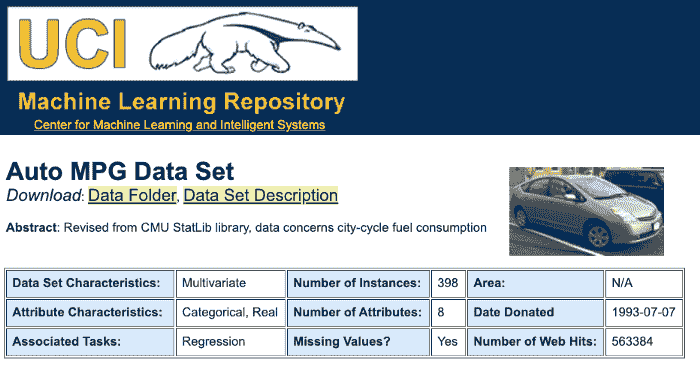 UCI
Machine Learning Repository
Center for Machine Learning and Intelligent Systems
Auto MPG Data Set
Download: Data Folder, Data Set Description
Abstract: Revised from CMU StatLib library, data concerns city-cycle fuel consumption
Data Set Characteristics: Multivariate Number of Instances: 398 Area: N/A
Attribute Characteristics: Categorical, Real Number of Attributes: 8 Date Donated 1993-07-07
Associated Tasks: Regression Missing Values? Yes Number of Web Hits: 563384